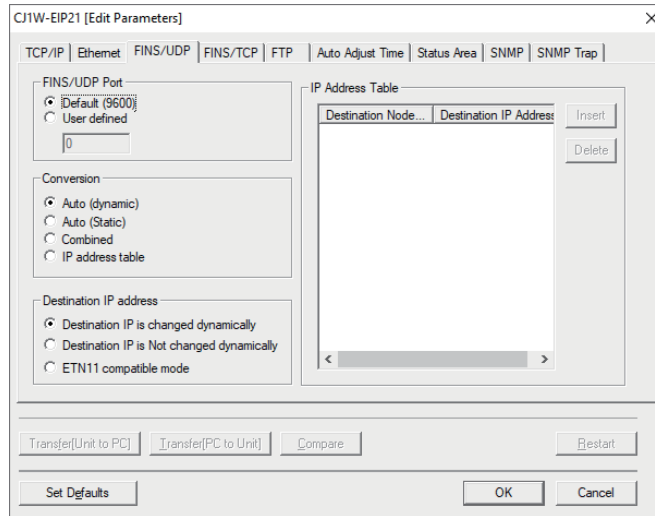 CJ1W-EIP21 [Edit Parameters]
TCP/IP Ethernet FINS/UDP FINS/TCP FTP Auto Adjust Time Status Area SNMP SNMP Trap
FINS/UDP Port
Default (9600)
User defined
0
Conversion
Auto (dynamic)
Auto (Static)
Combined
IP address table
Destination IP address
Destination IP is changed dynamically
Destination IP is Not changed dynamically
ETN11 compatible mode
IP Address Table
Destination Node... Destination IP Address
Insert
Delete
Transfer[Unit to PC] Transfer[PC to Unit] Compare Restart
Set Defaults OK Cancel